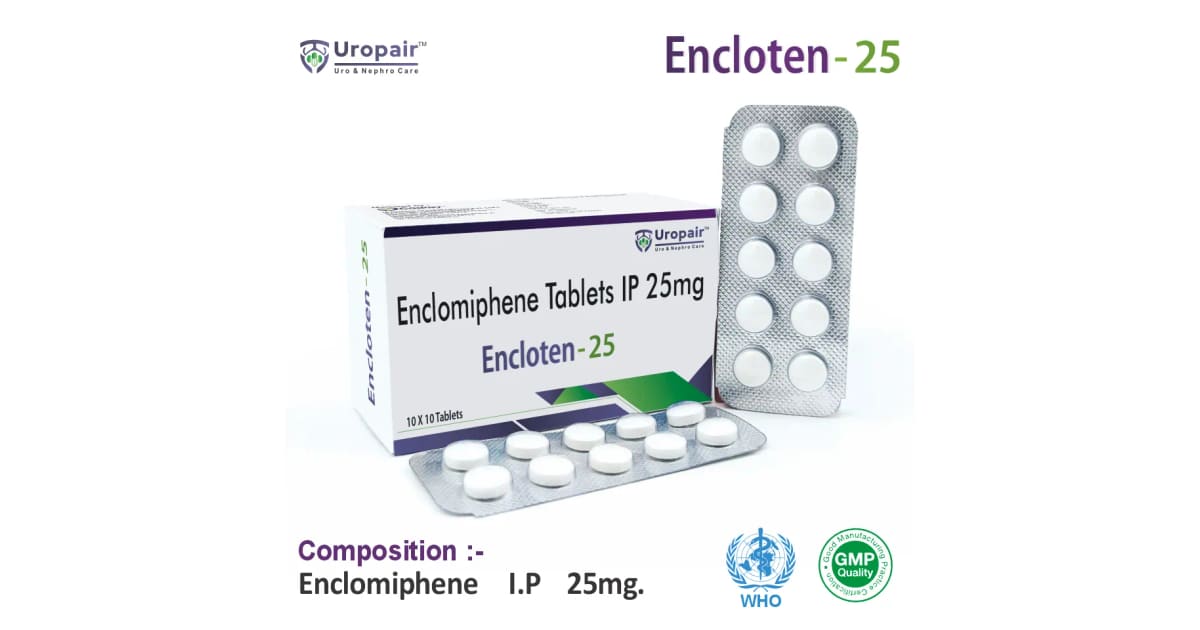 Uropair™
Uro & Nephro Care
Encloten - 25
Uropair™
Uro & Nephro Care
Enclomiphene Tablets IP 25mg
Encloten - 25
Encloten - 25
10 X 10 Tablets
Composition :-
Enclomiphene I.P 25mg.
WHO
Good Manufacturing
GMP
Quality
Practice Certification